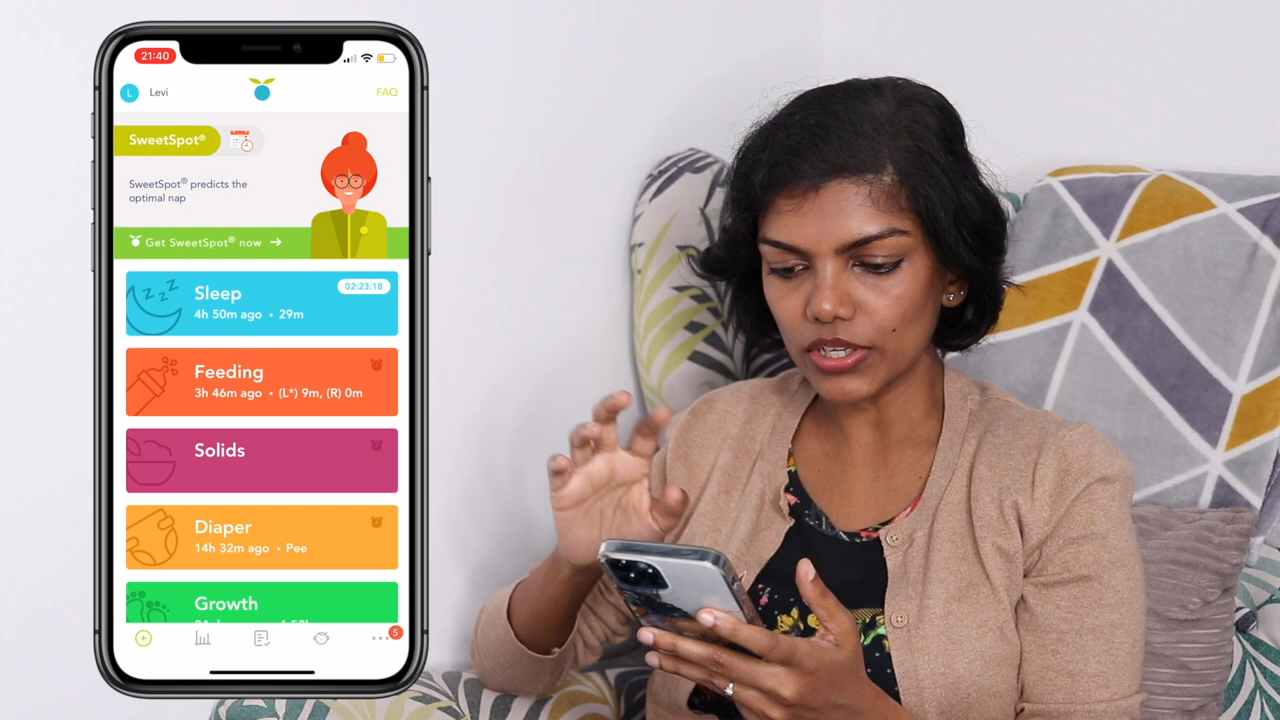 21:40
L Levi
FAQ
SweetSpot®
SweetSpot® predicts the
optimal nap
Get SweetSpot® now →
Sleep
02:23:18
4h 50m ago • 29m
Feeding
3h 46m ago • (L*) 9m, (R) 0m
Solids
Diaper
14h 32m ago • Pee
Growth
5